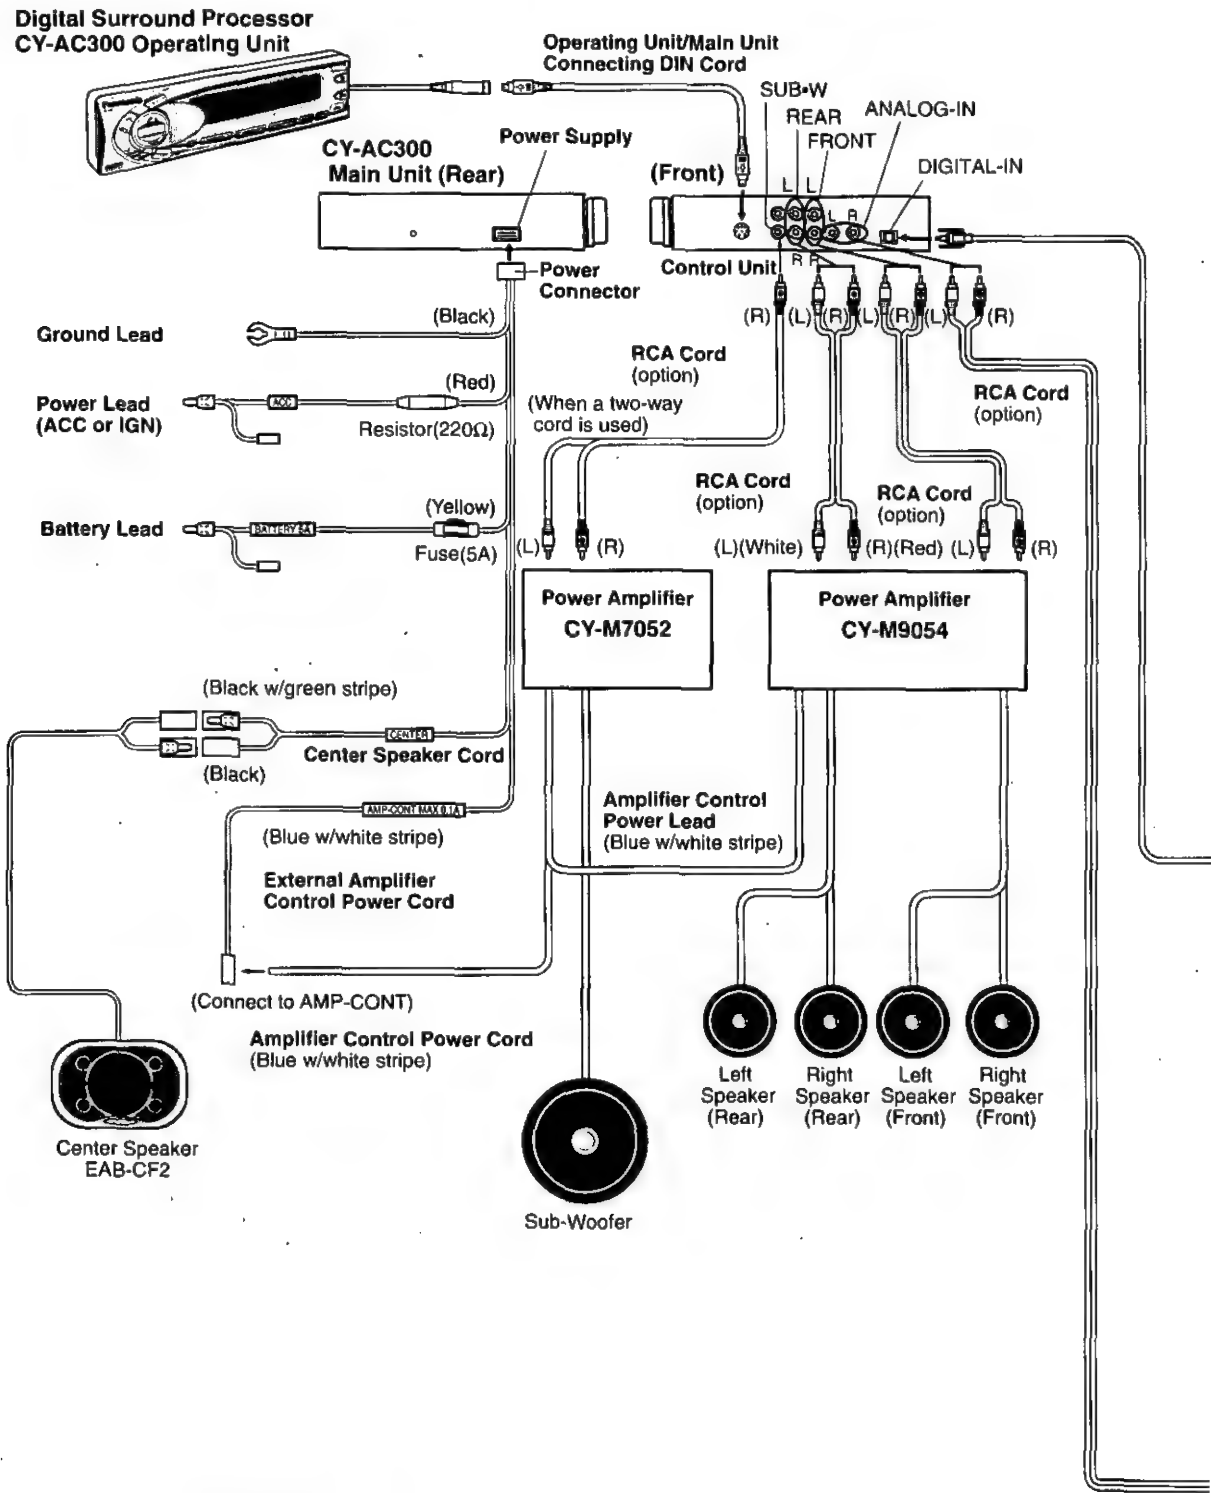 Digital Surround Processor
CY-AC300 Operating Unit
Operating Unit/Main Unit
Connecting DIN Cord
SUB•W
REAR
FRONT
ANALOG-IN
DIGITAL-IN
CY-AC300
Main Unit (Rear)
Power Supply
(Front)
L L
L R
R R
Control Unit
Power
Connector
(R) (L) (R) (L) (R) (L) (R)
Ground Lead
(Black)
RCA Cord
(option)
(Red)
Power Lead
(ACC or IGN)
ACC
Resistor(220Ω)
(When a two-way
cord is used)
RCA Cord
(option)
RCA Cord
(option)
RCA Cord
(option)
Battery Lead
BATTERY 5A
(Yellow)
Fuse(5A)
(L) (R)
(L)(White) (R)(Red) (L) (R)
Power Amplifier
CY-M7052
Power Amplifier
CY-M9054
(Black w/green stripe)
CENTER
Center Speaker Cord
(Black)
AMP-CONT MAX 0.1A
(Blue w/white stripe)
Amplifier Control
Power Lead
(Blue w/white stripe)
External Amplifier
Control Power Cord
(Connect to AMP-CONT)
Amplifier Control Power Cord
(Blue w/white stripe)
Left
Speaker
(Rear)
Right
Speaker
(Rear)
Left
Speaker
(Front)
Right
Speaker
(Front)
Center Speaker
EAB-CF2
Sub-Woofer